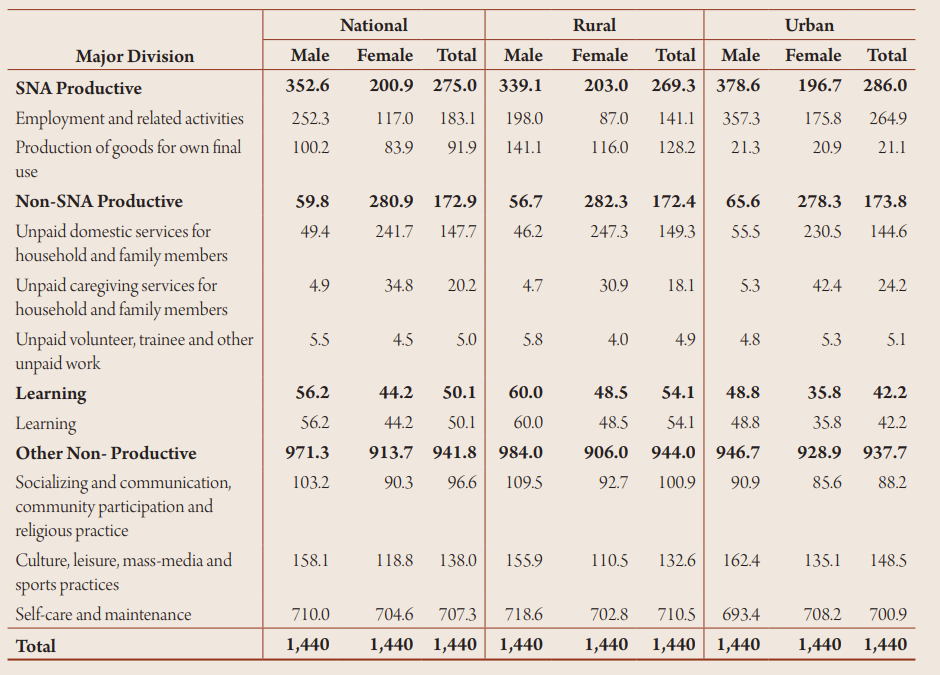 National Rural Urban
Major Division Male Female Total Male Female Total Male Female Total
SNA Productive 352.6 200.9 275.0 339.1 203.0 269.3 378.6 196.7 286.0
Employment and related activities 252.3 117.0 183.1 198.0 87.0 141.1 357.3 175.8 264.9
Production of goods for own final 100.2 83.9 91.9 141.1 116.0 128.2 21.3 20.9 21.1
use
Non-SNA Productive 59.8 280.9 172.9 56.7 282.3 172.4 65.6 278.3 173.8
Unpaid domestic services for 49.4 241.7 147.7 46.2 247.3 149.3 55.5 230.5 144.6
household and family members
Unpaid caregiving services for 4.9 34.8 20.2 4.7 30.9 18.1 5.3 42.4 24.2
household and family members
Unpaid volunteer, trainee and other 5.5 4.5 5.0 5.8 4.0 4.9 4.8 5.3 5.1
unpaid work
Learning 56.2 44.2 50.1 60.0 48.5 54.1 48.8 35.8 42.2
Learning 56.2 44.2 50.1 60.0 48.5 54.1 48.8 35.8 42.2
Other Non- Productive 971.3 913.7 941.8 984.0 906.0 944.0 946.7 928.9 937.7
Socializing and communication, 103.2 90.3 96.6 109.5 92.7 100.9 90.9 85.6 88.2
community participation and
religious practice
Culture, leisure, mass-media and 158.1 118.8 138.0 155.9 110.5 132.6 162.4 135.1 148.5
sports practices
Self-care and maintenance 710.0 704.6 707.3 718.6 702.8 710.5 693.4 708.2 700.9
Total 1,440 1,440 1,440 1,440 1,440 1,440 1,440 1,440 1,440